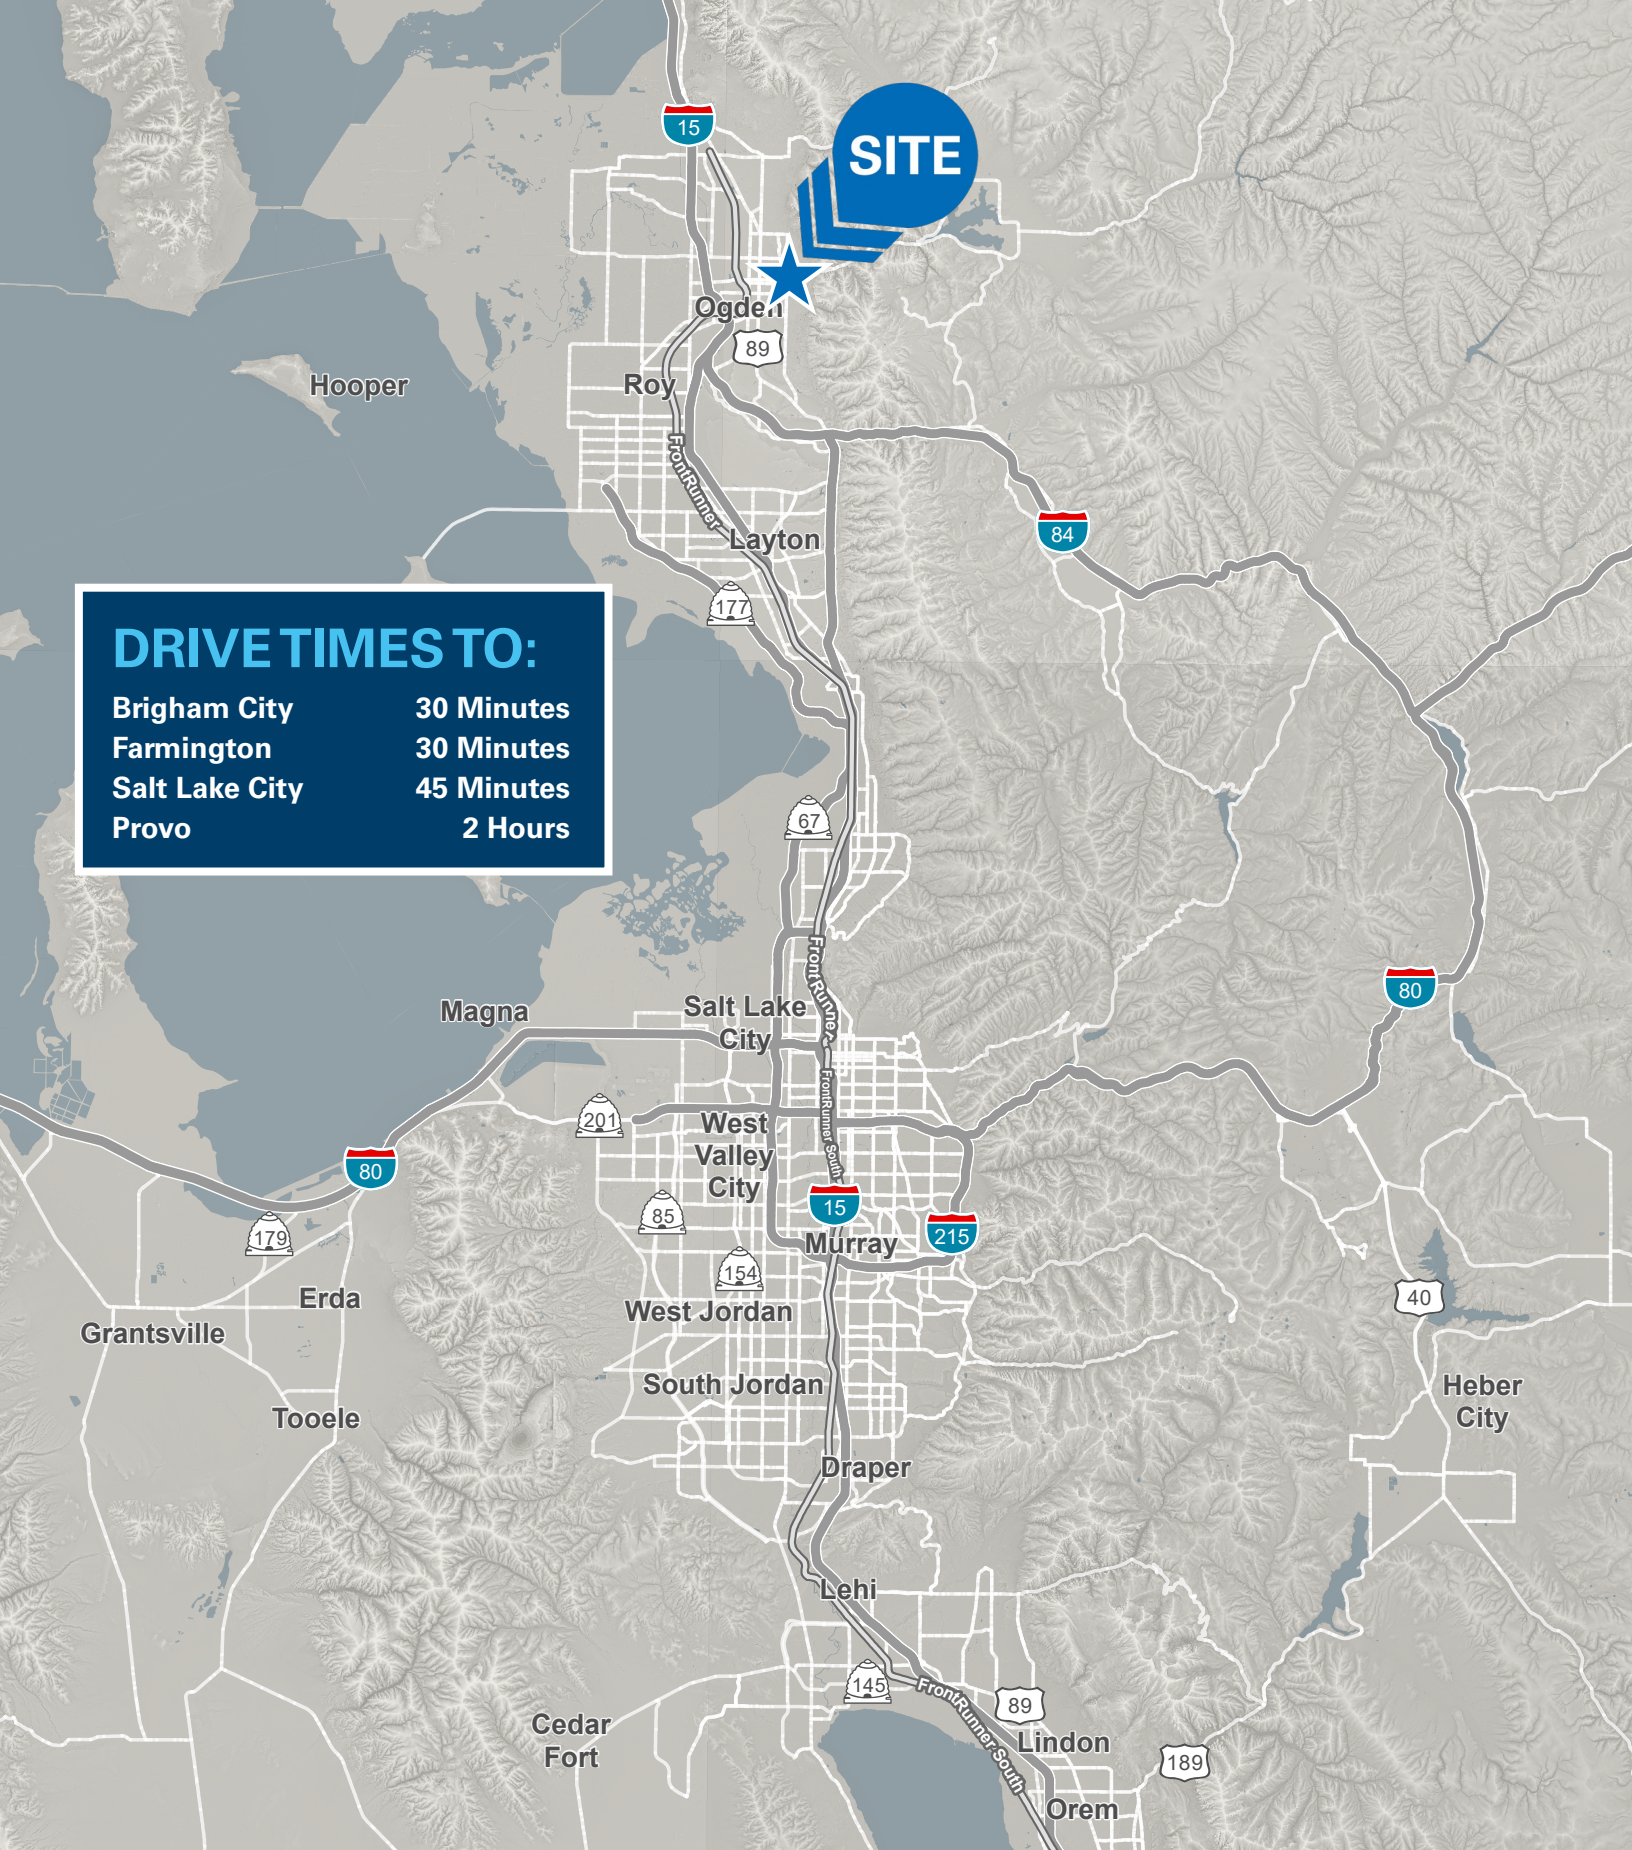 15
SITE
Ogden
89
Hooper
Roy
FrontRunner
84
Layton
177
DRIVE TIMES TO:
Brigham City 30 Minutes
Farmington 30 Minutes
Salt Lake City 45 Minutes
Provo 2 Hours
67
FrontRunner
80
Magna
Salt Lake
City
FrontRunner South
201
West
Valley
City
80
15
85
179
215
Murray
154
40
Erda
West Jordan
Grantsville
South Jordan
Heber
City
Tooele
Draper
Lehi
145
FrontRunner South
89
Cedar
Fort
Lindon
189
Orem